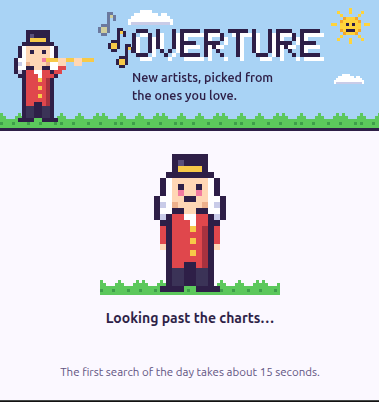 OVERTURE
New artists, picked from
the ones you love.
Looking past the charts...
The first search of the day takes about 15 seconds.